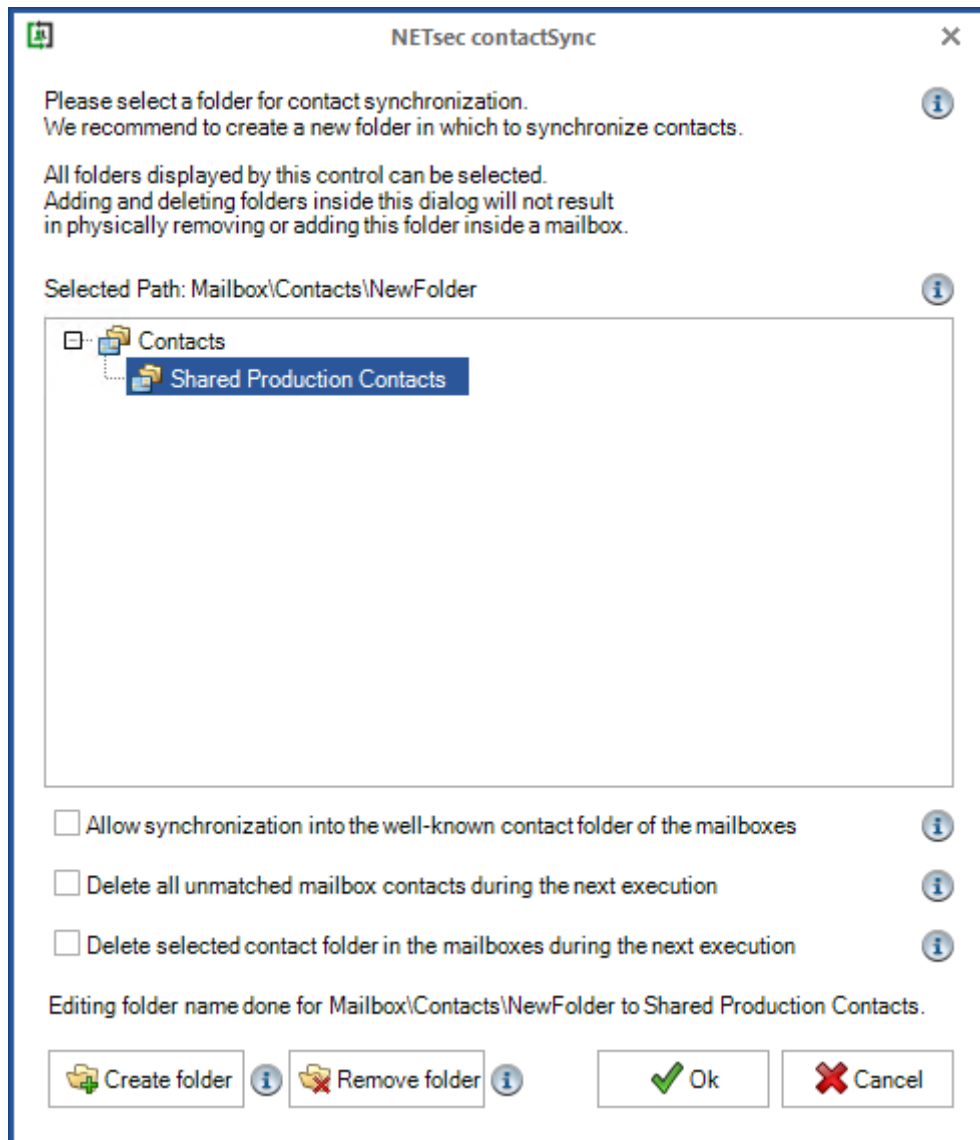 NETsec contactSync
Please select a folder for contact synchronization.
We recommend to create a new folder in which to synchronize contacts.
All folders displayed by this control can be selected.
Adding and deleting folders inside this dialog will not result
in physically removing or adding this folder inside a mailbox.
Selected Path: Mailbox\Contacts\NewFolder
Contacts
Shared Production Contacts
Allow synchronization into the well-known contact folder of the mailboxes
Delete all unmatched mailbox contacts during the next execution
Delete selected contact folder in the mailboxes during the next execution
Editing folder name done for Mailbox\Contacts\NewFolder to Shared Production Contacts.
Create folder Remove folder Ok Cancel